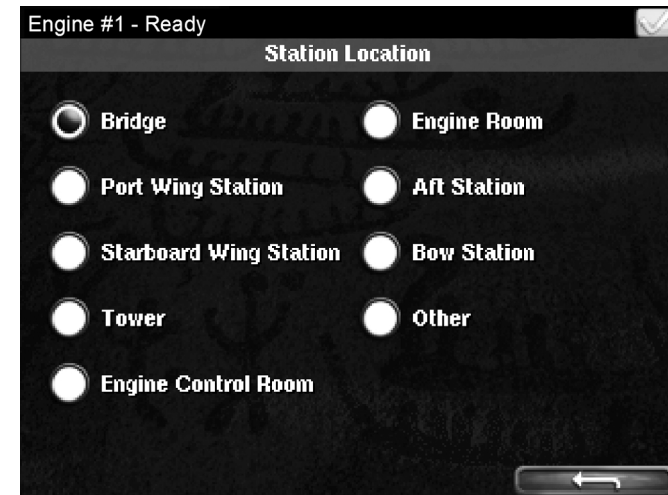 Engine #1 - Ready
Station Location
Bridge
Engine Room
Port Wing Station
Aft Station
Starboard Wing Station
Bow Station
Tower
Other
Engine Control Room